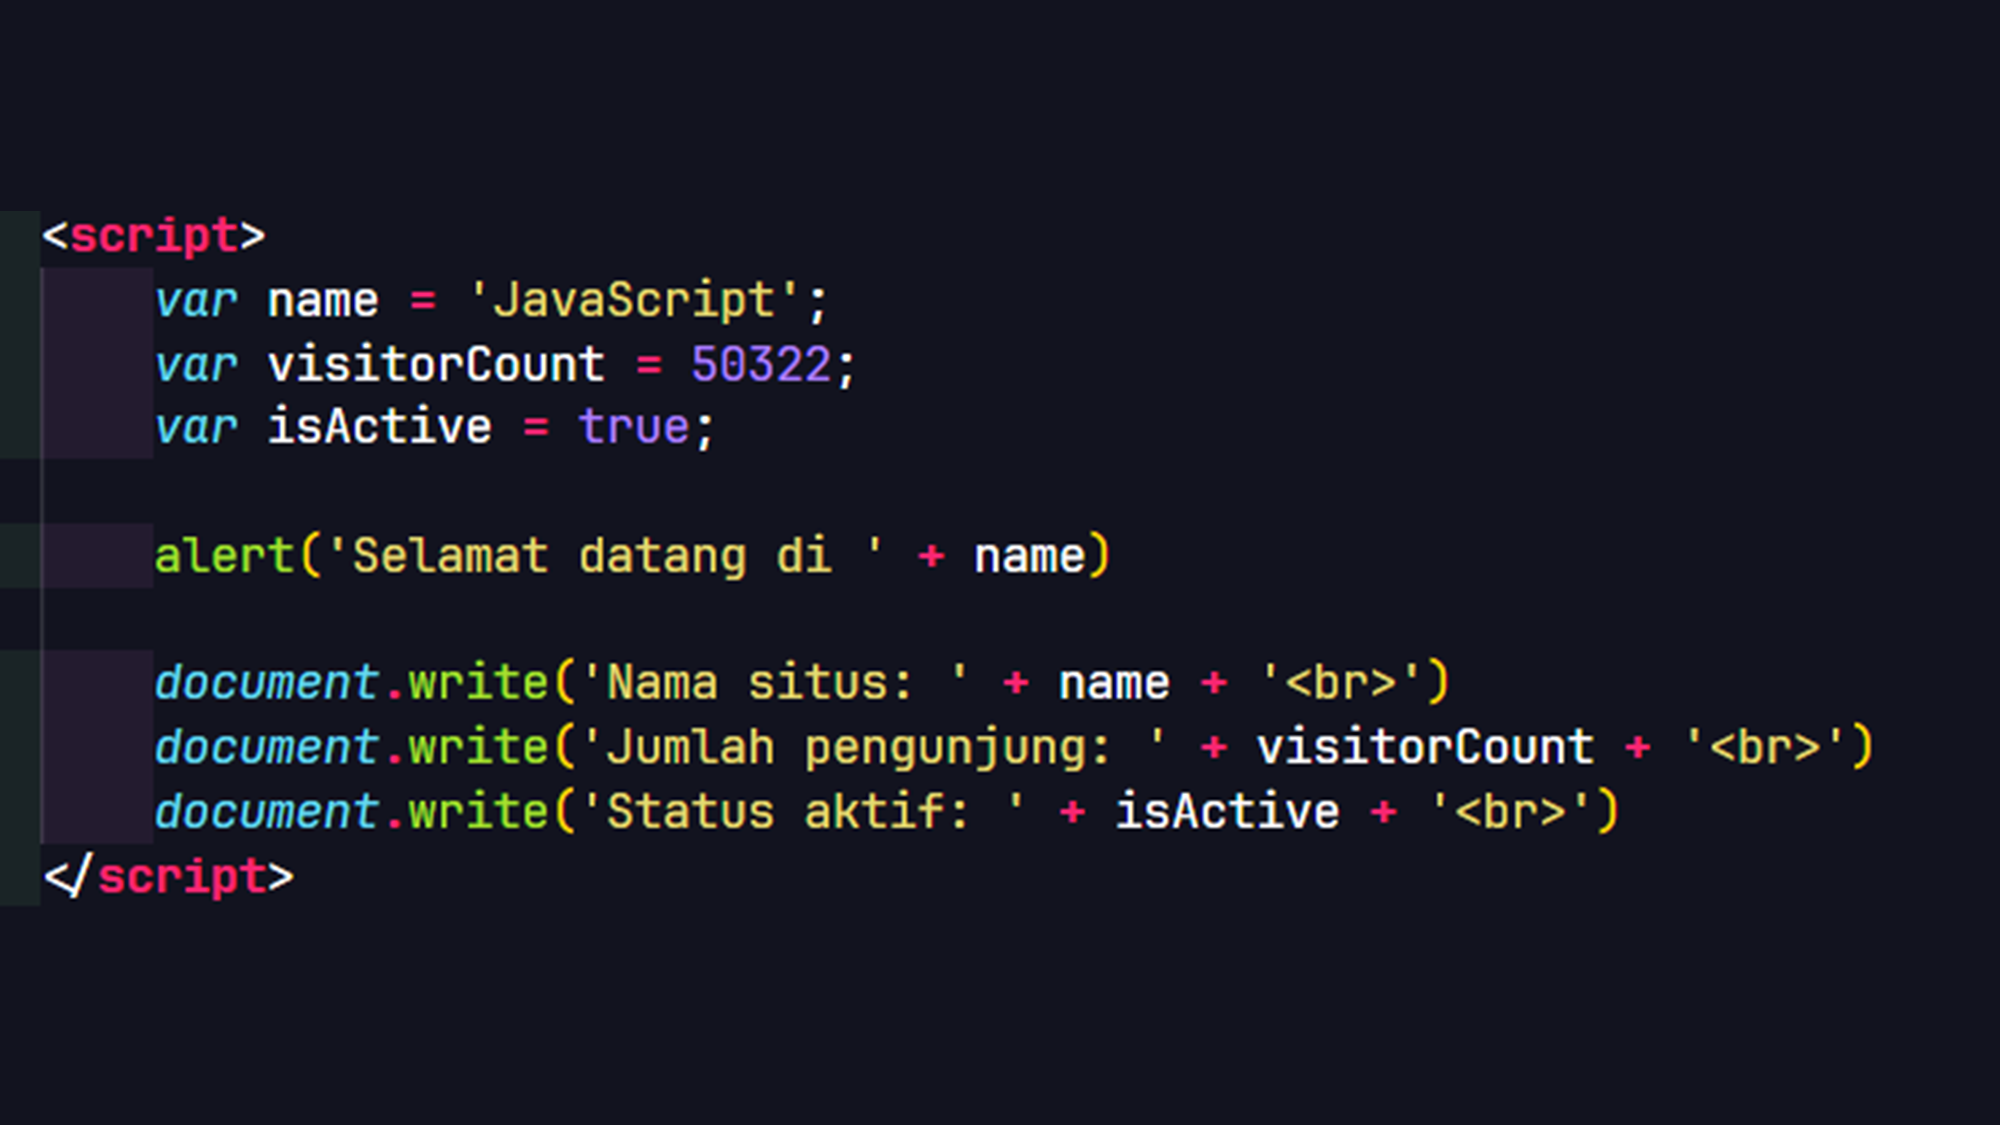 <script>
var name = 'JavaScript';
var visitorCount = 50322;
var isActive = true;
alert('Selamat datang di ' + name)
document.write('Nama situs: ' + name + '<br>')
document.write('Jumlah pengunjung: ' + visitorCount + '<br>')
document.write('Status aktif: ' + isActive + '<br>')
</script>